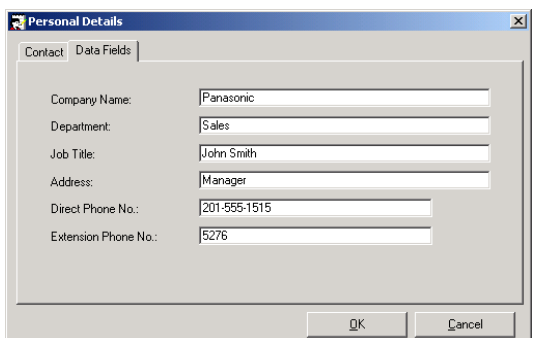 Personal Details
Contact Data Fields
Company Name: Panasonic
Department: Sales
Job Title: John Smith
Address: Manager
Direct Phone No.: 201-555-1515
Extension Phone No.: 5276
OK Cancel